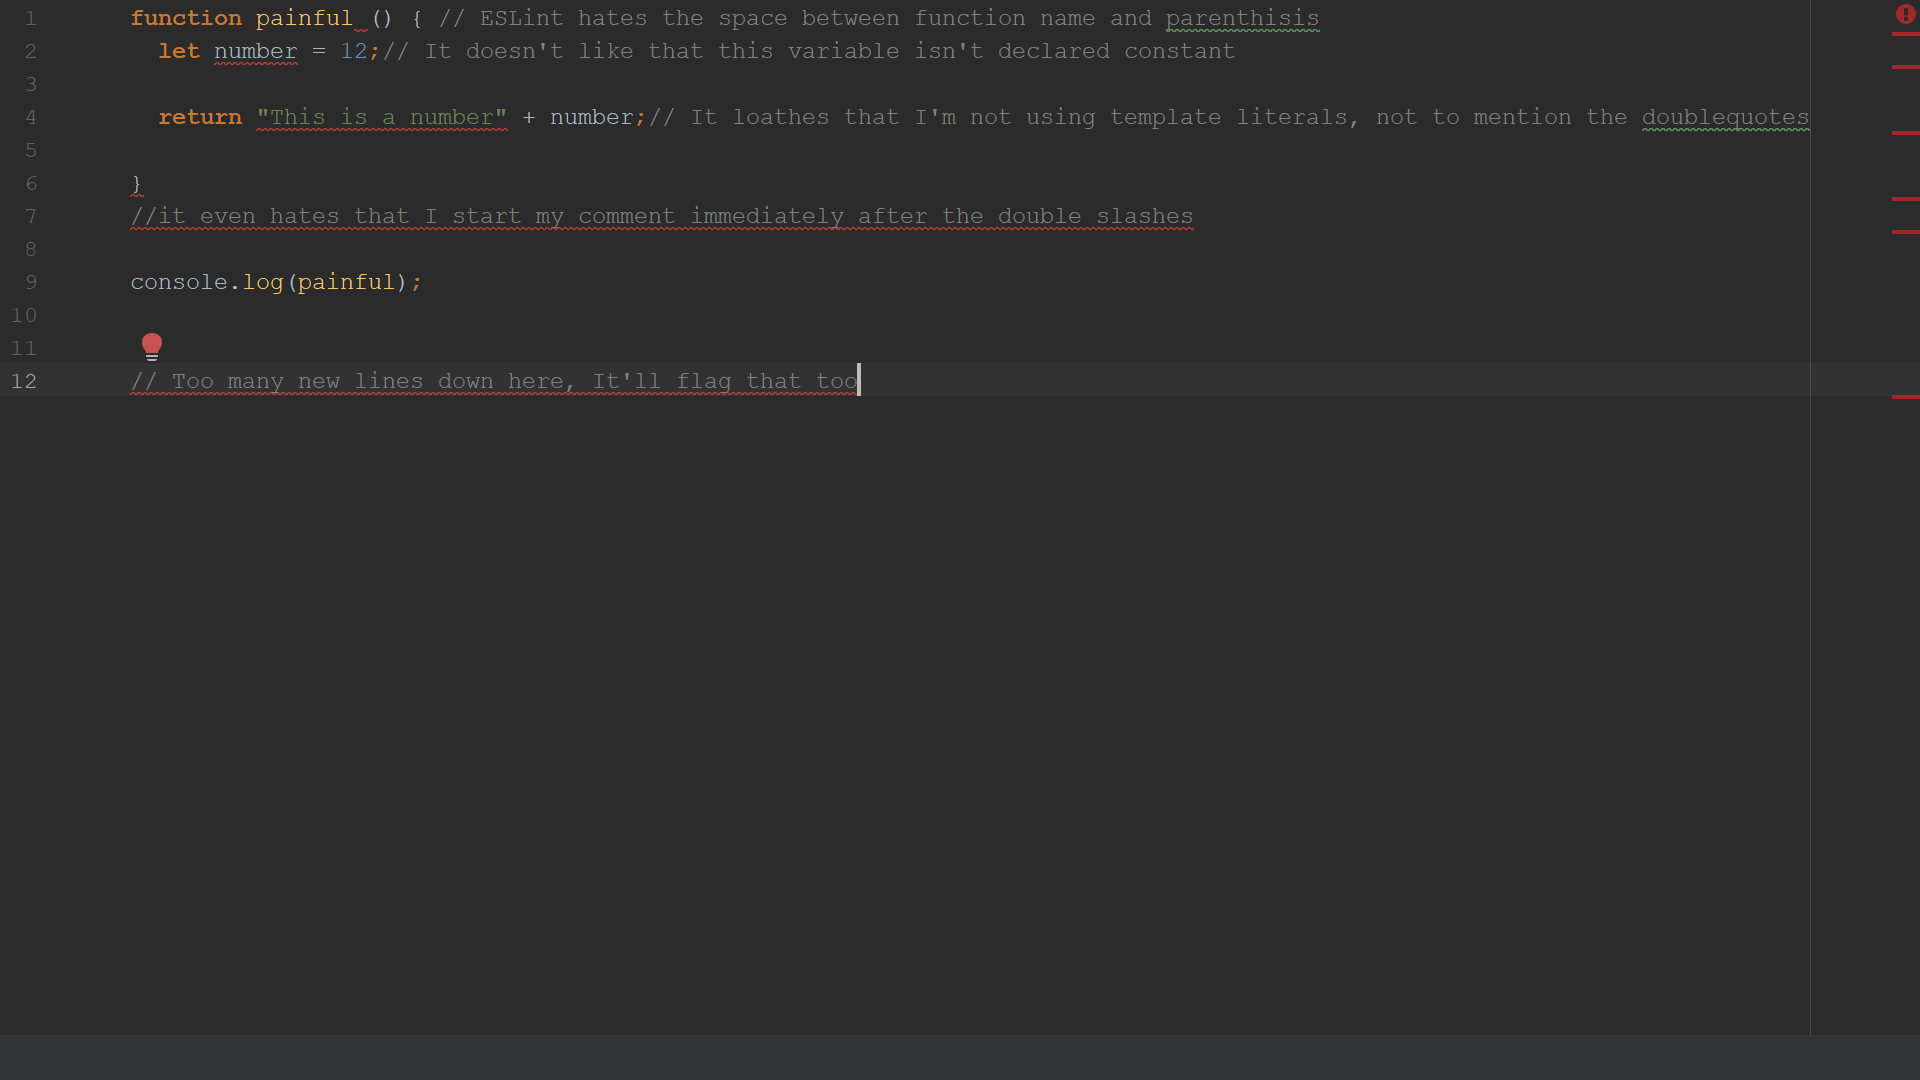 1 function painful () { // ESLint hates the space between function name and parenthisis
2 let number = 12;// It doesn't like that this variable isn't declared constant
3
4 return "This is a number" + number;// It loathes that I'm not using template literals, not to mention the doublequotes
5
6 }
7 //it even hates that I start my comment immediately after the double slashes
8
9 console.log(painful);
10
11
12 // Too many new lines down here, It'll flag that too